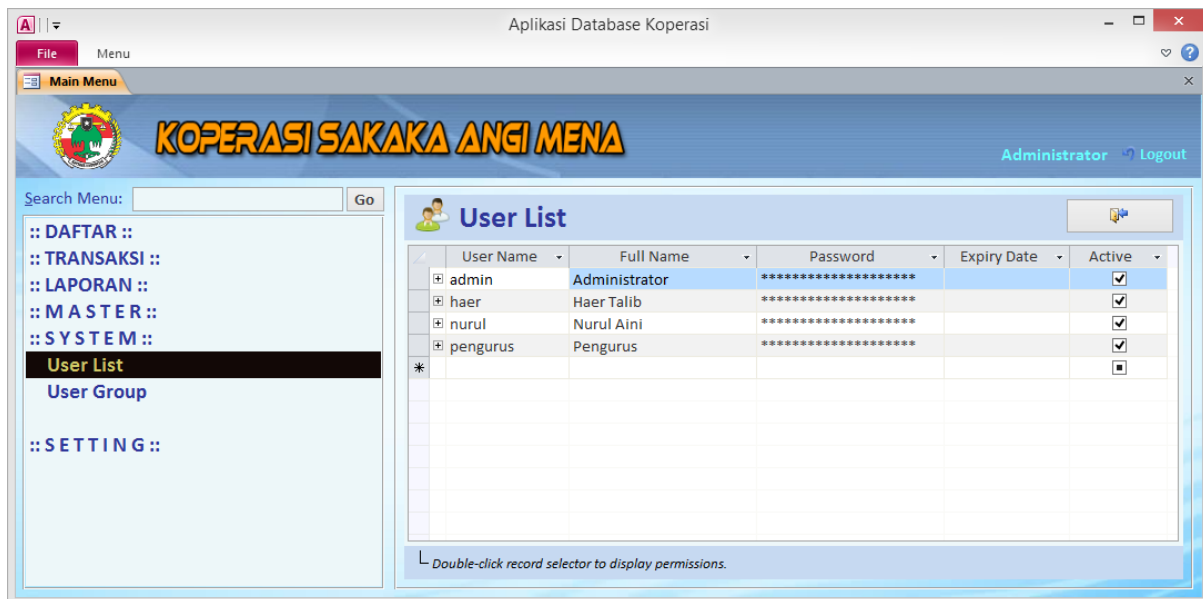 Aplikasi Database Koperasi
File Menu
Main Menu
KOPERASI SAKAKA ANGI MENA
Administrator Logout
Search Menu: Go
:: DAFTAR ::
:: TRANSAKSI ::
:: LAPORAN ::
:: M A S T E R ::
:: S Y S T E M ::
User List
User Group
:: S E T T I N G ::
User List
User Name Full Name Password Expiry Date Active
admin Administrator ********************
haer Haer Talib ********************
nurul Nurul Aini ********************
pengurus Pengurus ********************
Double-click record selector to display permissions.